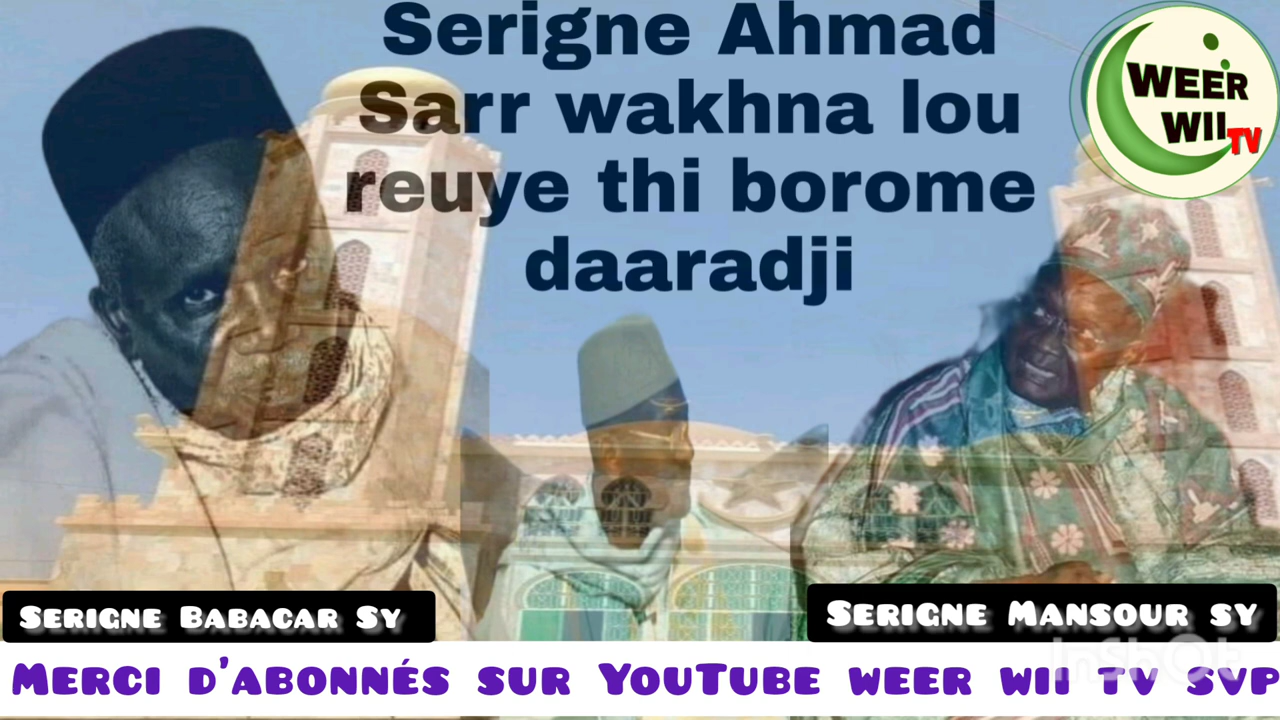 Serigne Ahmad
Sarr wakhna lou
reuye thi borome
daaradji
WEER
WII TV
Serigne Babacar Sy
Serigne Mansour sy
Merci d'abonnés sur YouTube weer wii tv svp
InShOt